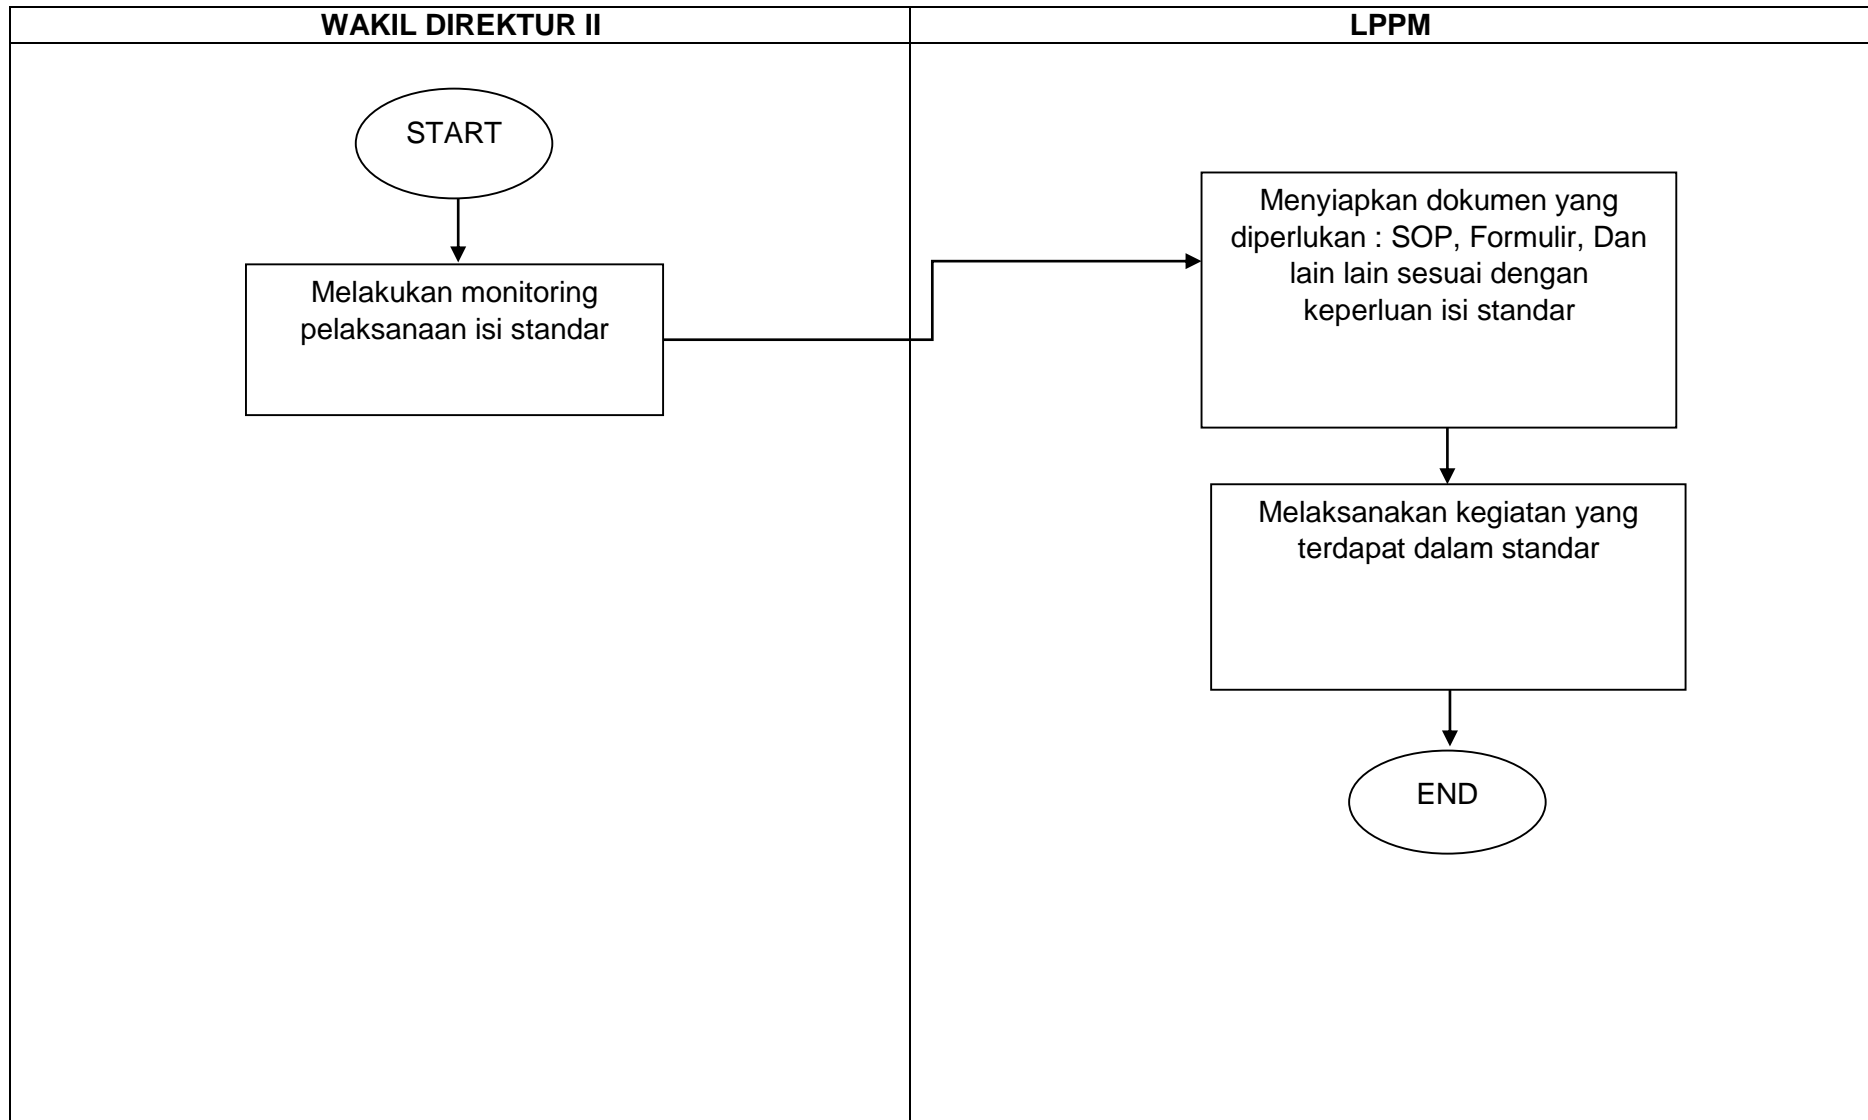 WAKIL DIREKTUR II
LPPM
START
Melakukan monitoring
pelaksanaan isi standar
Menyiapkan dokumen yang
diperlukan : SOP, Formulir, Dan
lain lain sesuai dengan
keperluan isi standar
Melaksanakan kegiatan yang
terdapat dalam standar
END